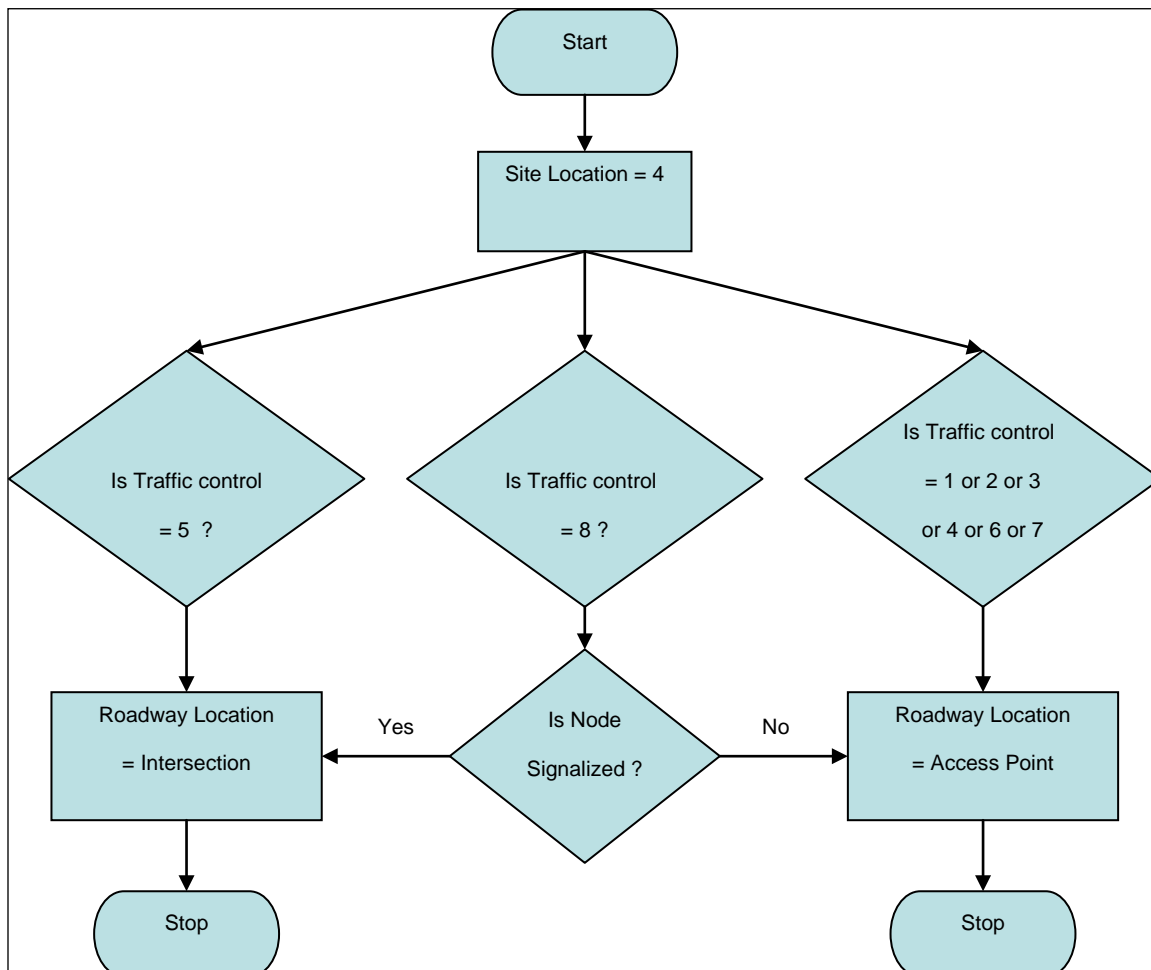 Start
Site Location = 4
Is Traffic control
= 5 ?
Is Traffic control
= 8 ?
Is Traffic control
= 1 or 2 or 3
or 4 or 6 or 7
Roadway Location
= Intersection
Yes
Is Node
Signalized ?
No
Roadway Location
= Access Point
Stop
Stop